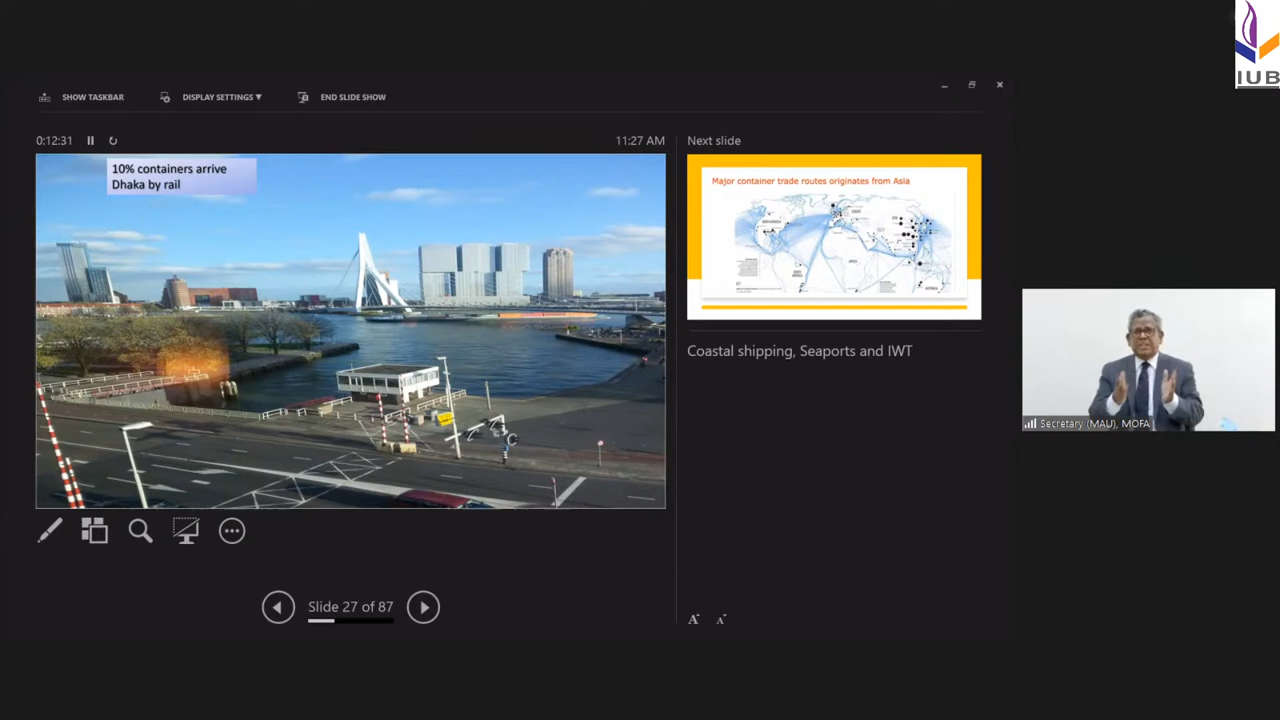 IUB
SHOW TASKBAR
DISPLAY SETTINGS ▼
END SLIDE SHOW
0:12:31
11:27 AM
10% containers arrive
Dhaka by rail
Next slide
Major container trade routes originates from Asia
Coastal shipping, Seaports and IWT
Secretary (MAU), MOFA
Slide 27 of 87
A
A